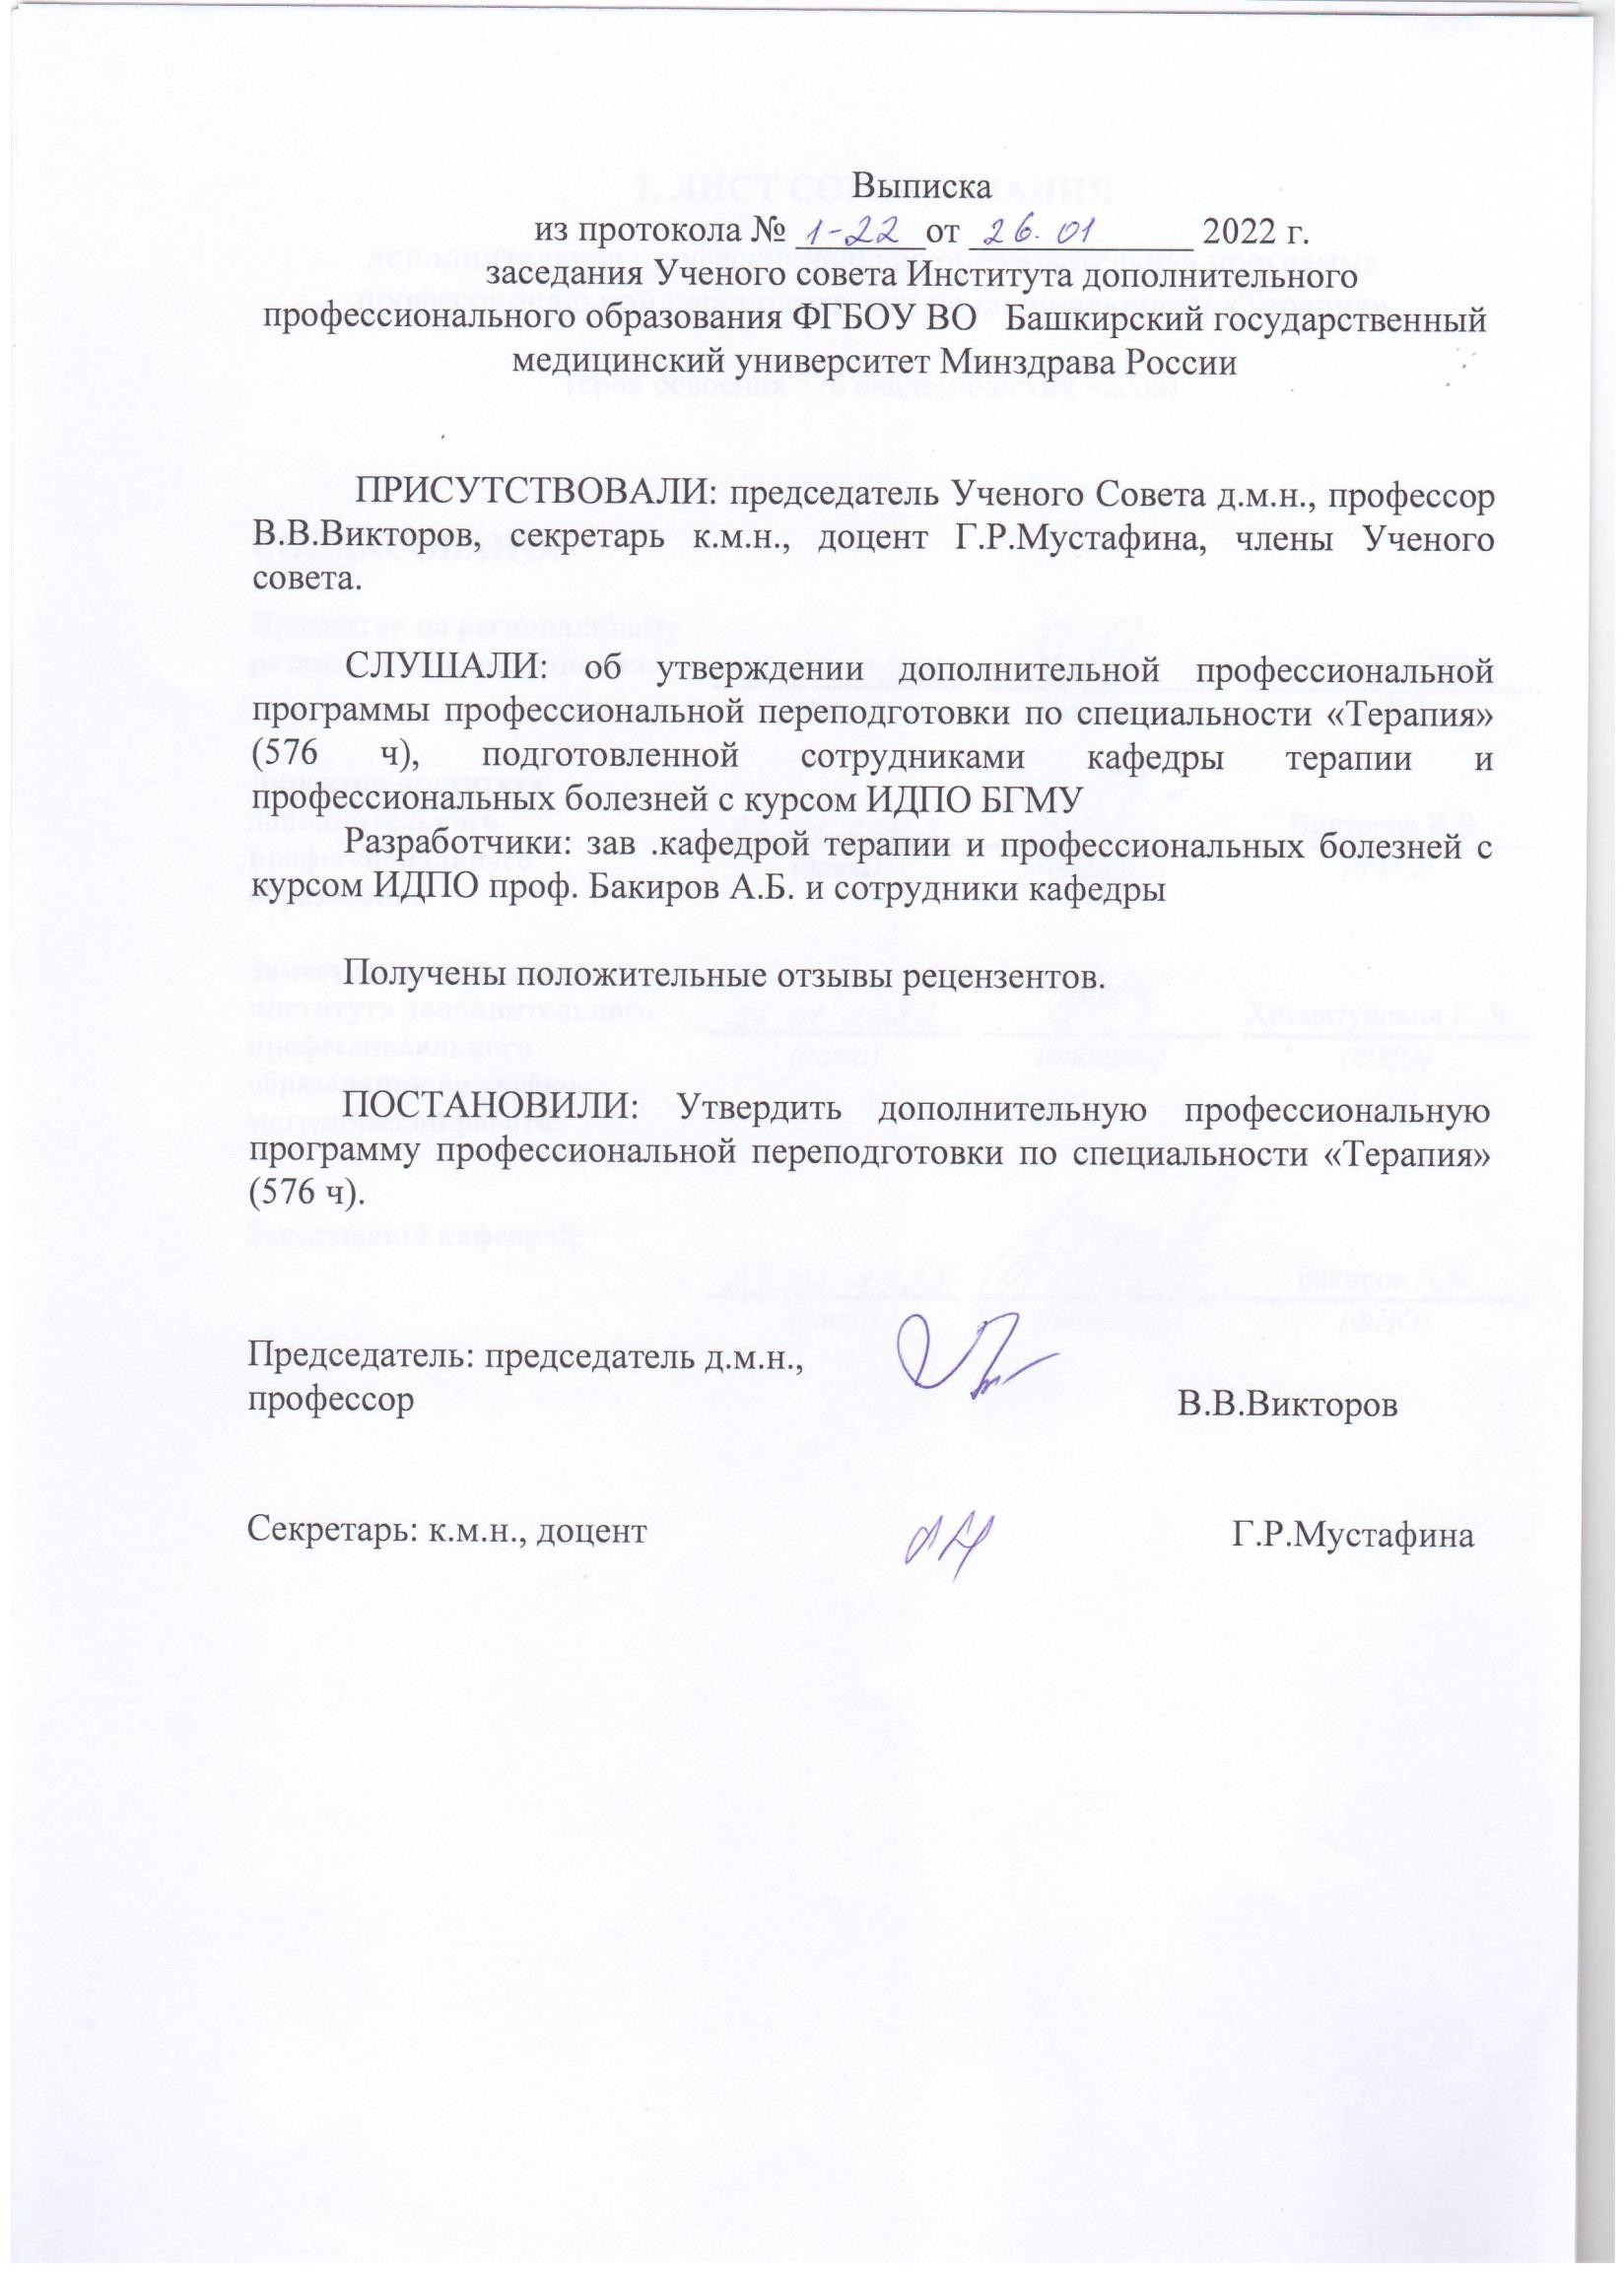 Выписка
из протокола № 1-22 от 26.01 2022 г.
заседания Ученого совета Института дополнительного
профессионального образования ФГБОУ ВО Башкирский государственный
медицинский университет Минздрава России
ПРИСУТСТВОВАЛИ: председатель Ученого Совета д.м.н., профессор
В.В.Викторов, секретарь к.м.н., доцент Г.Р.Мустафина, члены Ученого
совета.
СЛУШАЛИ: об утверждении дополнительной профессиональной
программы профессиональной переподготовки по специальности «Терапия»
(576 ч), подготовленной сотрудниками кафедры терапии и
профессиональных болезней с курсом ИДПО БГМУ
Разработчики: зав .кафедрой терапии и профессиональных болезней с
курсом ИДПО проф. Бакиров А.Б. и сотрудники кафедры
Получены положительные отзывы рецензентов.
ПОСТАНОВИЛИ: Утвердить дополнительную профессиональную
программу профессиональной переподготовки по специальности «Терапия»
(576 ч).
Председатель: председатель д.м.н.,
профессор В.В.Викторов
Секретарь: к.м.н., доцент Г.Р.Мустафина